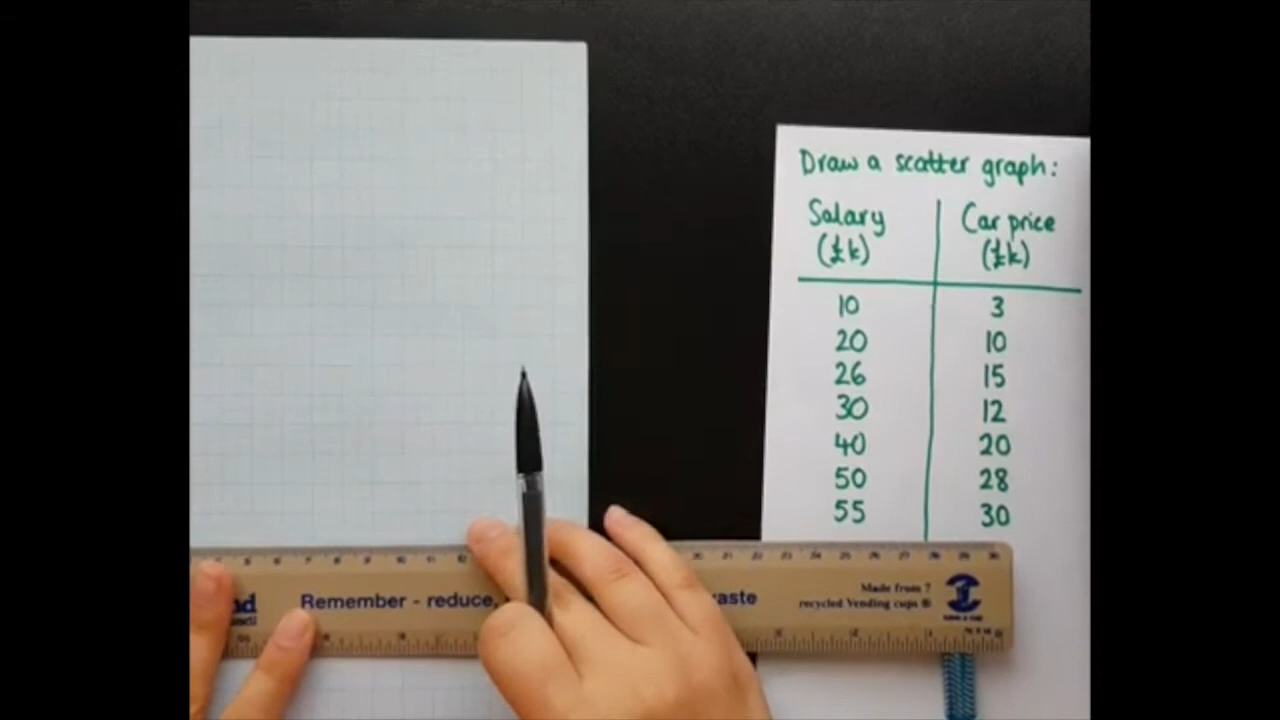 Draw a scatter graph:
Salary Car price
(£k) (£k)
10 3
20 10
26 15
30 12
40 20
50 28
55 30
Remember - reduce,
Made from 7
recycled Vending cups ®